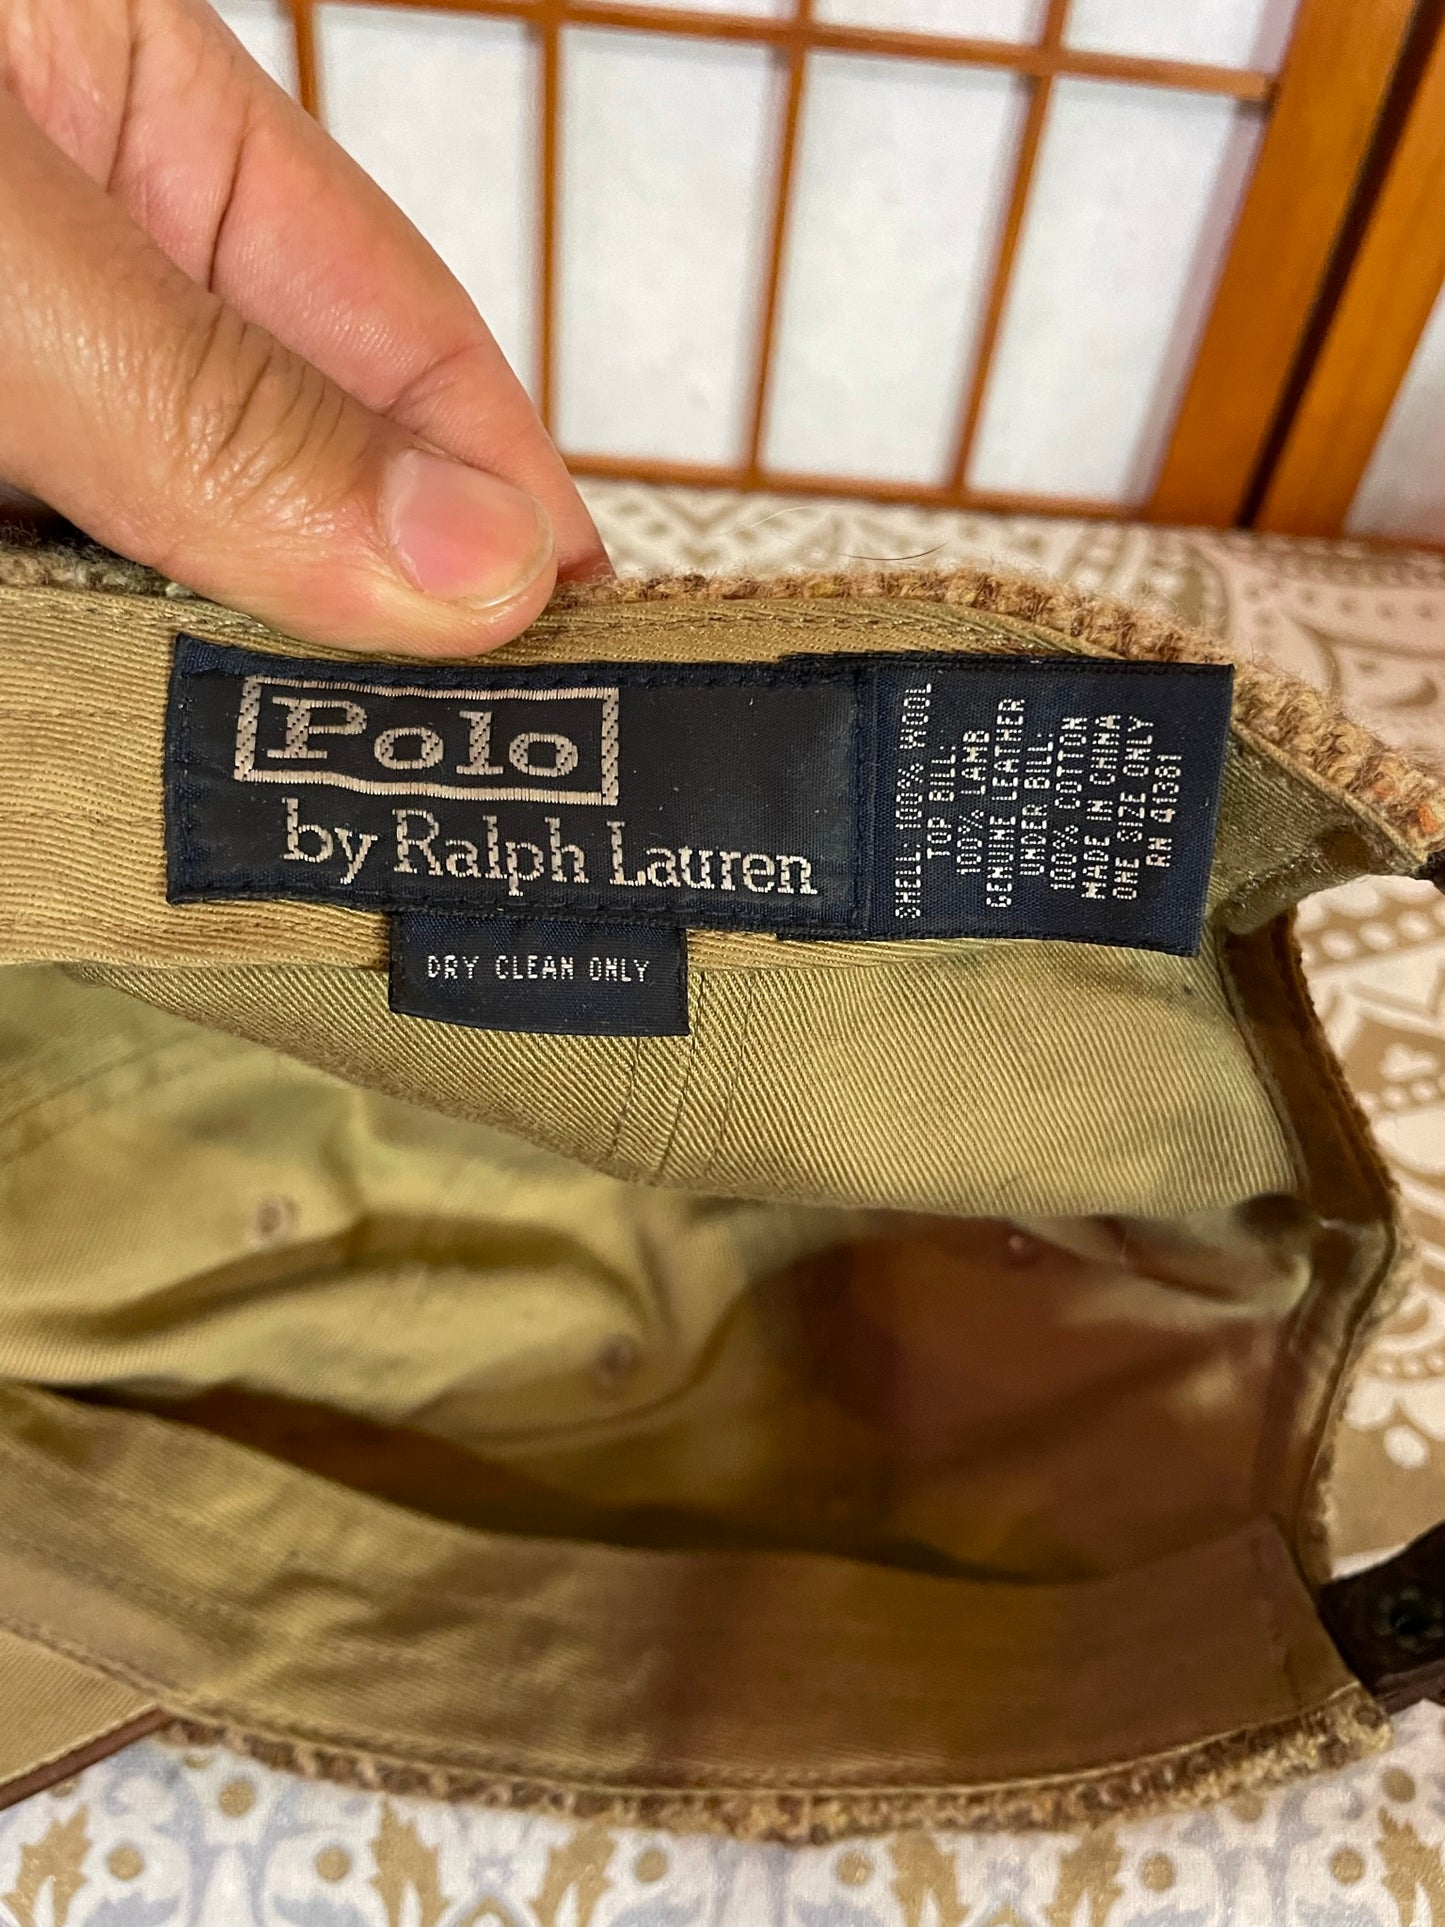 Polo
by Ralph Lauren
DRY CLEAN ONLY
SHELL: 100% WOOL
TOP BILL:
100% LAMB
GENUINE LEATHER
UNDER BILL:
100% COTTON
MADE IN CHINA
ONE SIZE ONLY
RN 41381